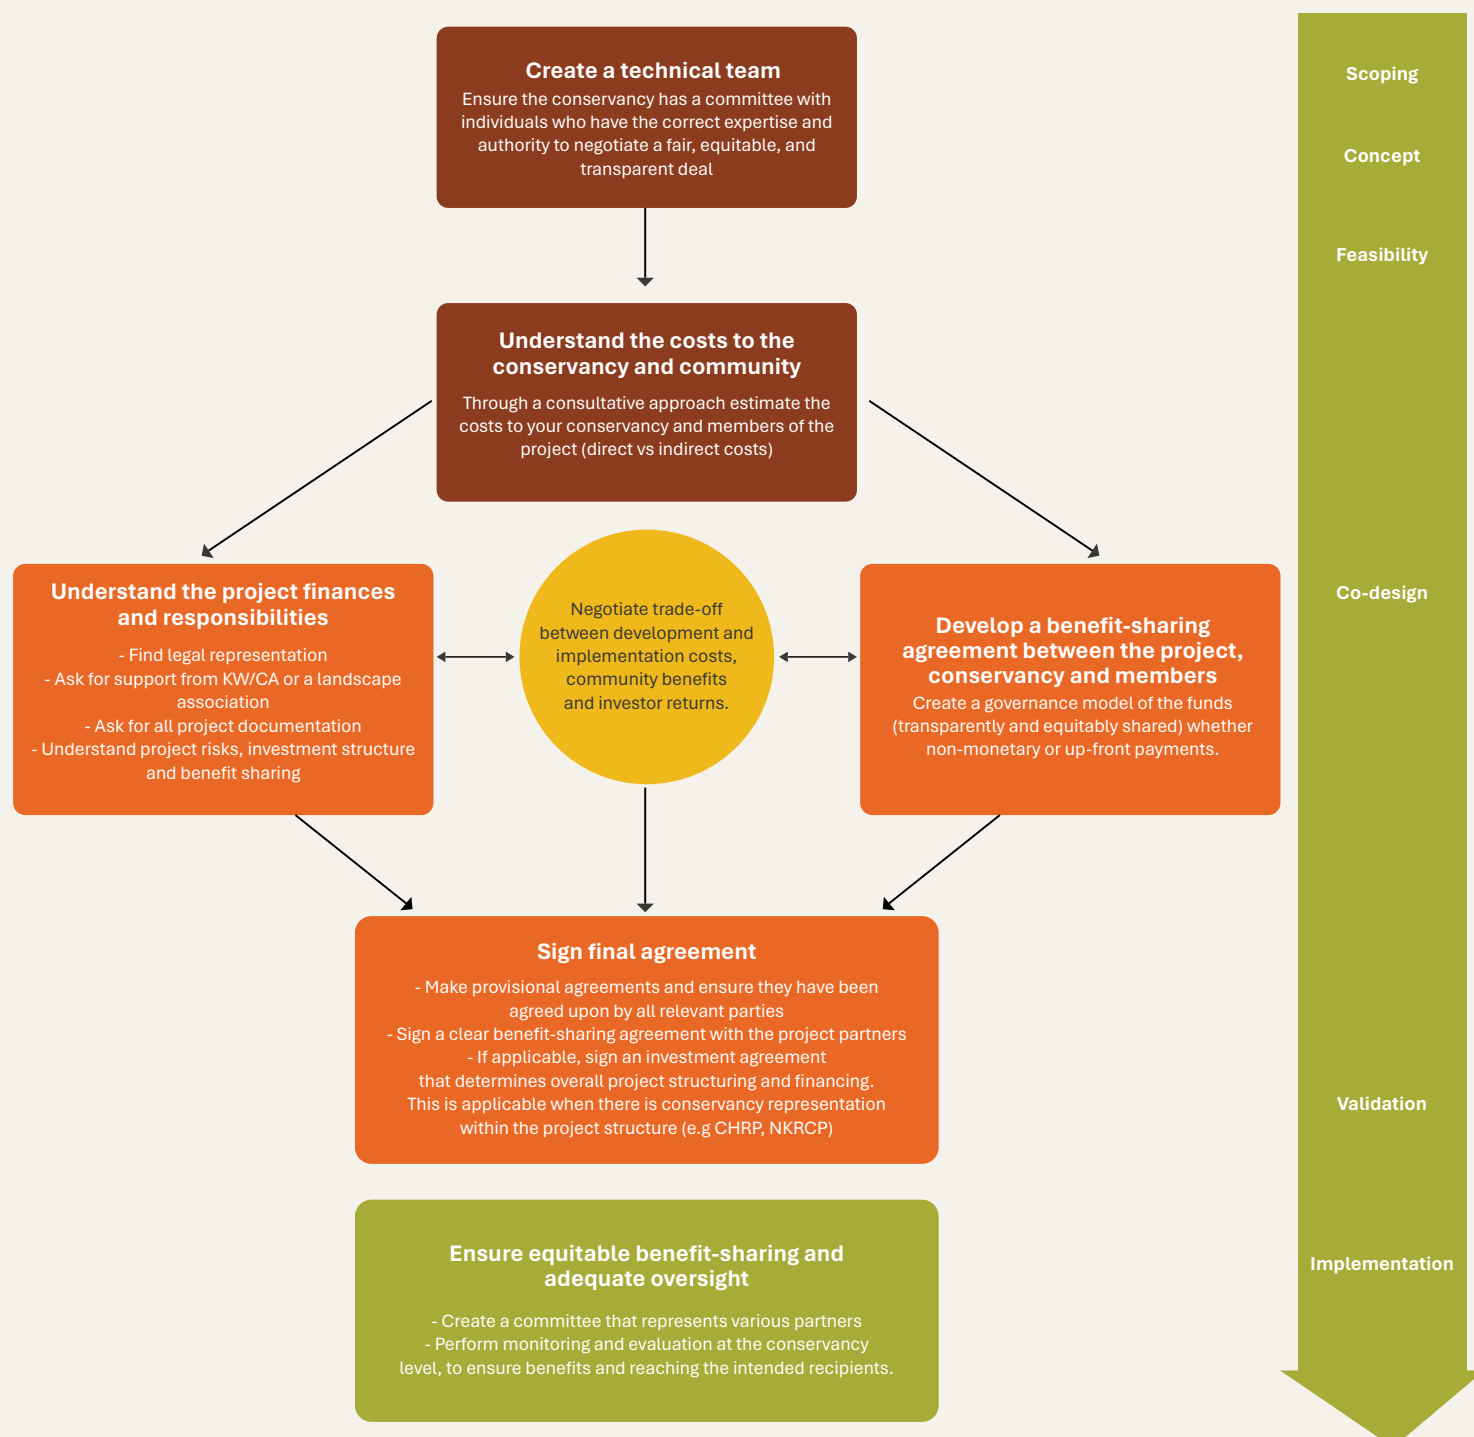 Create a technical team
Ensure the conservancy has a committee with
individuals who have the correct expertise and
authority to negotiate a fair, equitable, and
transparent deal
Understand the costs to the
conservancy and community
Through a consultative approach estimate the
costs to your conservancy and members of the
project (direct vs indirect costs)
Understand the project finances
and responsibilities
- Find legal representation
- Ask for support from KW/CA or a landscape
association
- Ask for all project documentation
- Understand project risks, investment structure
and benefit sharing
Negotiate trade-off
between development and
implementation costs,
community benefits
and investor returns.
Develop a benefit-sharing
agreement between the project,
conservancy and members
Create a governance model of the funds
(transparently and equitably shared) whether
non-monetary or up-front payments.
Sign final agreement
- Make provisional agreements and ensure they have been
agreed upon by all relevant parties
- Sign a clear benefit-sharing agreement with the project partners
- If applicable, sign an investment agreement
that determines overall project structuring and financing.
This is applicable when there is conservancy representation
within the project structure (e.g CHRP, NKRCP)
Ensure equitable benefit-sharing and
adequate oversight
- Create a committee that represents various partners
- Perform monitoring and evaluation at the conservancy
level, to ensure benefits and reaching the intended recipients.
Scoping
Concept
Feasibility
Co-design
Validation
Implementation